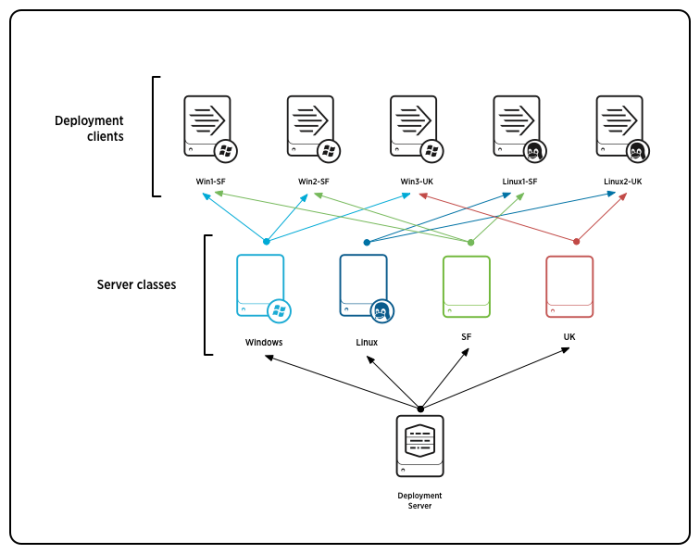 Deployment
clients
Win1-SF
Win2-SF
Win3-UK
Linux1-SF
Linux2-UK
Server classes
Windows
Linux
SF
UK
Deployment
Server